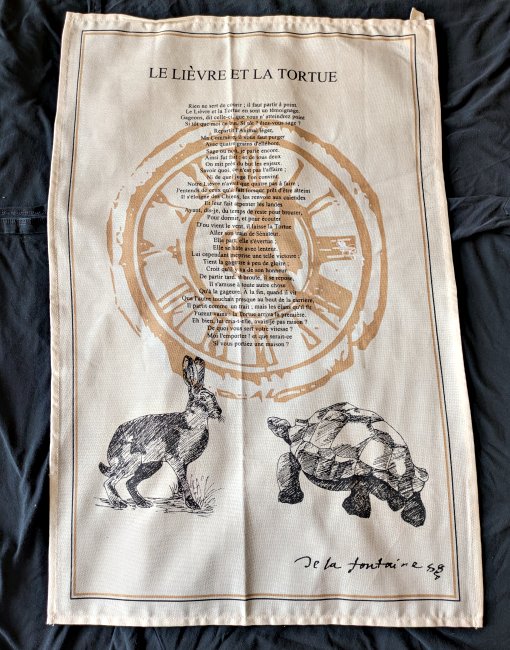 LE LIÈVRE ET LA TORTUE
Rien ne sert de courir ; il faut partir à point.
Le Lièvre et la Tortue en sont un témoignage.
Gageons, dit celle-ci, que vous n'atteindrez point
Si tôt que moi ce but. Si tôt ? Êtes-vous sage ?
Repartit l'Animal léger.
Ma Commère, il vous faut purger
Avec quatre grains d'ellébore.
Sage ou non, je parie encore.
Ainsi fut fait ; et de tous deux
On mit près du but les enjeux.
Savoir quoi, ce n'est pas l'affaire ;
Ni de quel juge l'on convint.
Notre Lièvre n'avait que quatre pas à faire ;
J'entends de ceux qu'il fait lorsque prêt d'être atteint
Il s'éloigne des Chiens, les renvoie aux calendes
Et leur fait arpenter les landes.
Ayant, dis-je, du temps de reste pour brouter,
Pour dormir, et pour écouter
D'où vient le vent, il laisse la Tortue
Aller son train de Sénateur.
Elle part, elle s'évertue ;
Elle se hâte avec lenteur.
Lui cependant méprise une telle victoire ;
Tient la gageure à peu de gloire ;
Croit qu'il y va de son honneur
De partir tard. Il broute, il se repose,
Il s'amuse à toute autre chose
Qu'à la gageure. A la fin, quand il vit
Que l'autre touchait presque au bout de la carrière,
Il partit comme un trait ; mais les élans qu'il fit
Furent vains : la Tortue arriva la première.
Eh bien, lui cria-t-elle, avais-je pas raison ?
De quoi vous sert votre vitesse ?
Moi l'emporter ! et que serait-ce
Si vous portiez une maison ?
De la fontaine